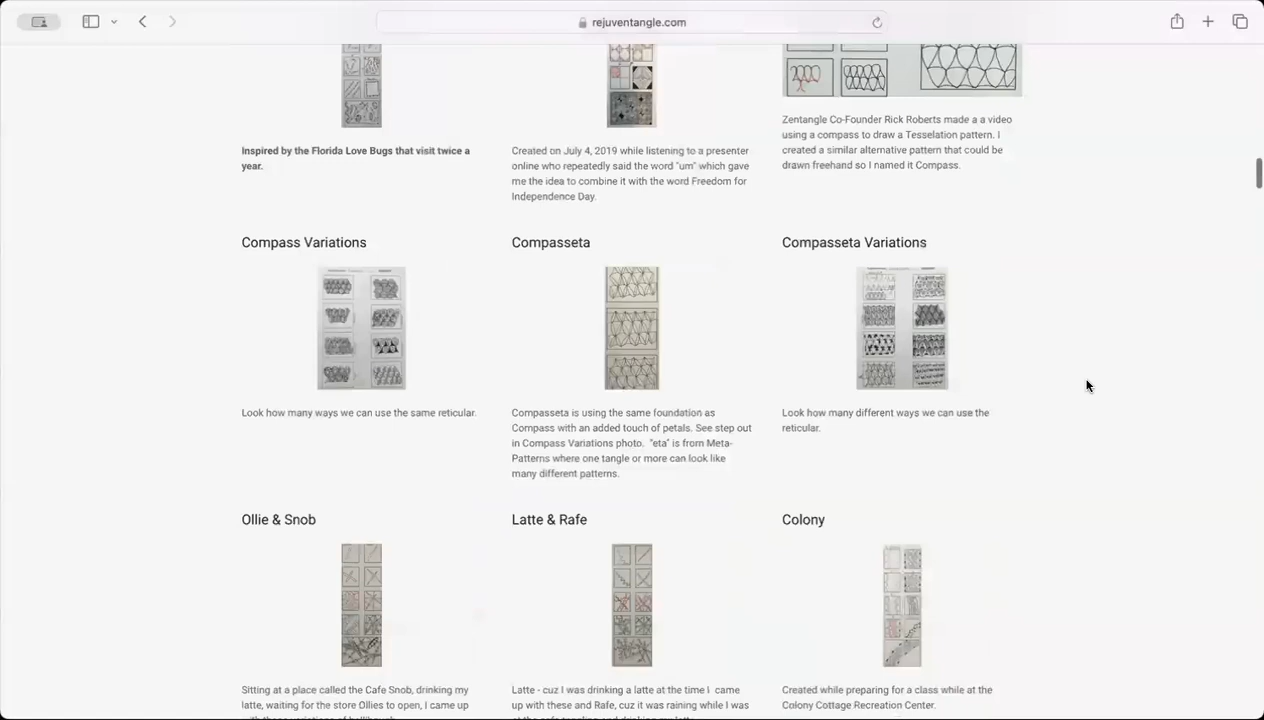 rejuventangle.com
Inspired by the Florida Love Bugs that visit twice a
year.
Created on July 4, 2019 while listening to a presenter
online who repeatedly said the word "um" which gave
me the idea to combine it with the word Freedom for
Independence Day.
Zentangle Co-Founder Rick Roberts made a a video
using a compass to draw a Tesselation pattern. I
created a similar alternative pattern that could be
drawn freehand so I named it Compass.
Compass Variations
Compasseta
Compasseta Variations
Look how many ways we can use the same reticular.
Compasseta is using the same foundation as
Compass with an added touch of petals. See step out
in Compass Variations photo. "eta" is from Meta-
Patterns where one tangle or more can look like
many different patterns.
Look how many different ways we can use the
reticular.
Ollie & Snob
Latte & Rafe
Colony
Sitting at a place called the Cafe Snob, drinking my
latte, waiting for the store Ollies to open, I came up
Latte - cuz I was drinking a latte at the time I came
up with these and Rafe, cuz it was raining while I was
Created while preparing for a class while at the
Colony Cottage Recreation Center.